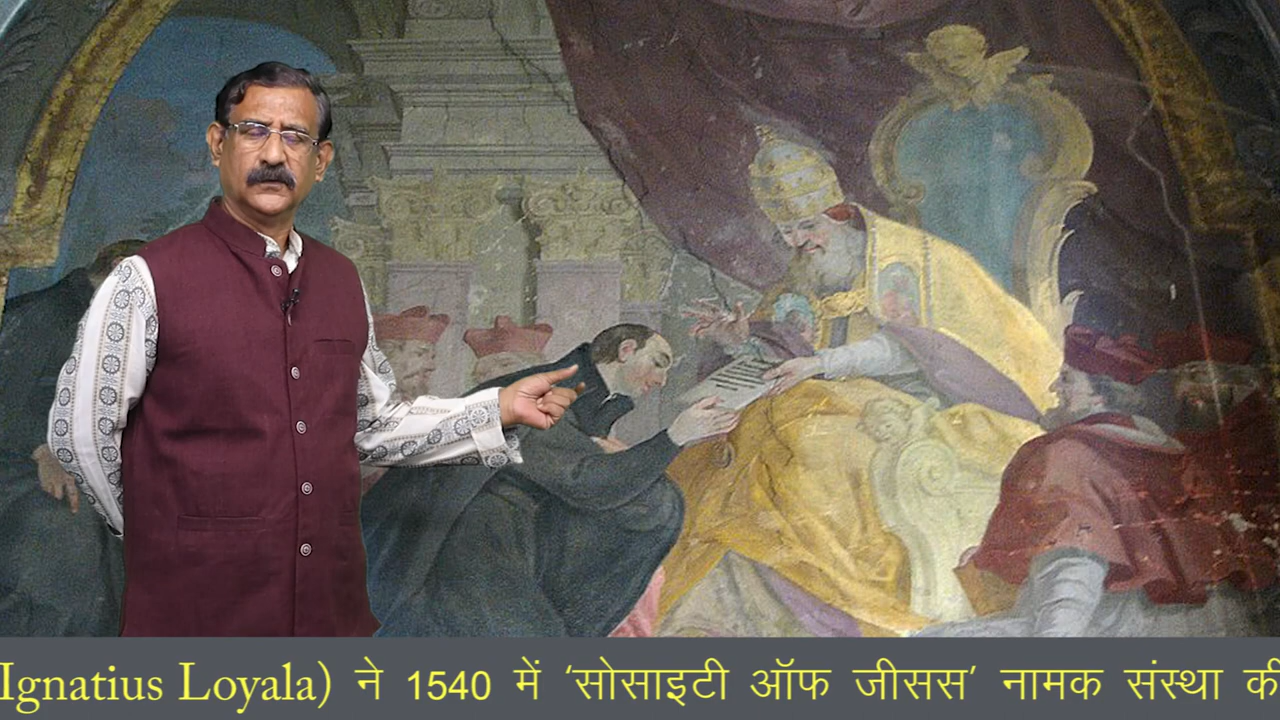 Ignatius Loyala) ने 1540 में ‘सोसाइटी ऑफ जीसस’ नामक संस्था की